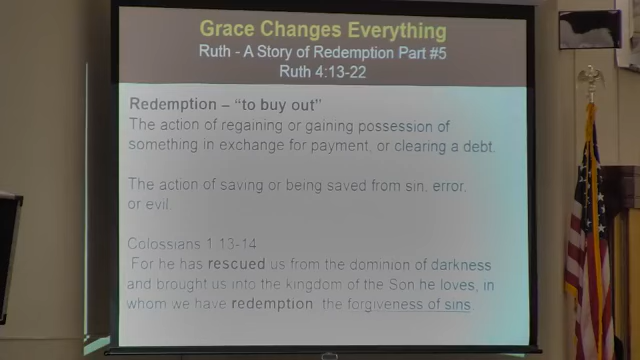 Grace Changes Everything
Ruth - A Story of Redemption Part #5
Ruth 4:13-22
Redemption – “to buy out”
The action of regaining or gaining possession of
something in exchange for payment, or clearing a debt.
The action of saving or being saved from sin, error,
or evil.
Colossians 1:13-14
For he has rescued us from the dominion of darkness
and brought us into the kingdom of the Son he loves, in
whom we have redemption, the forgiveness of sins